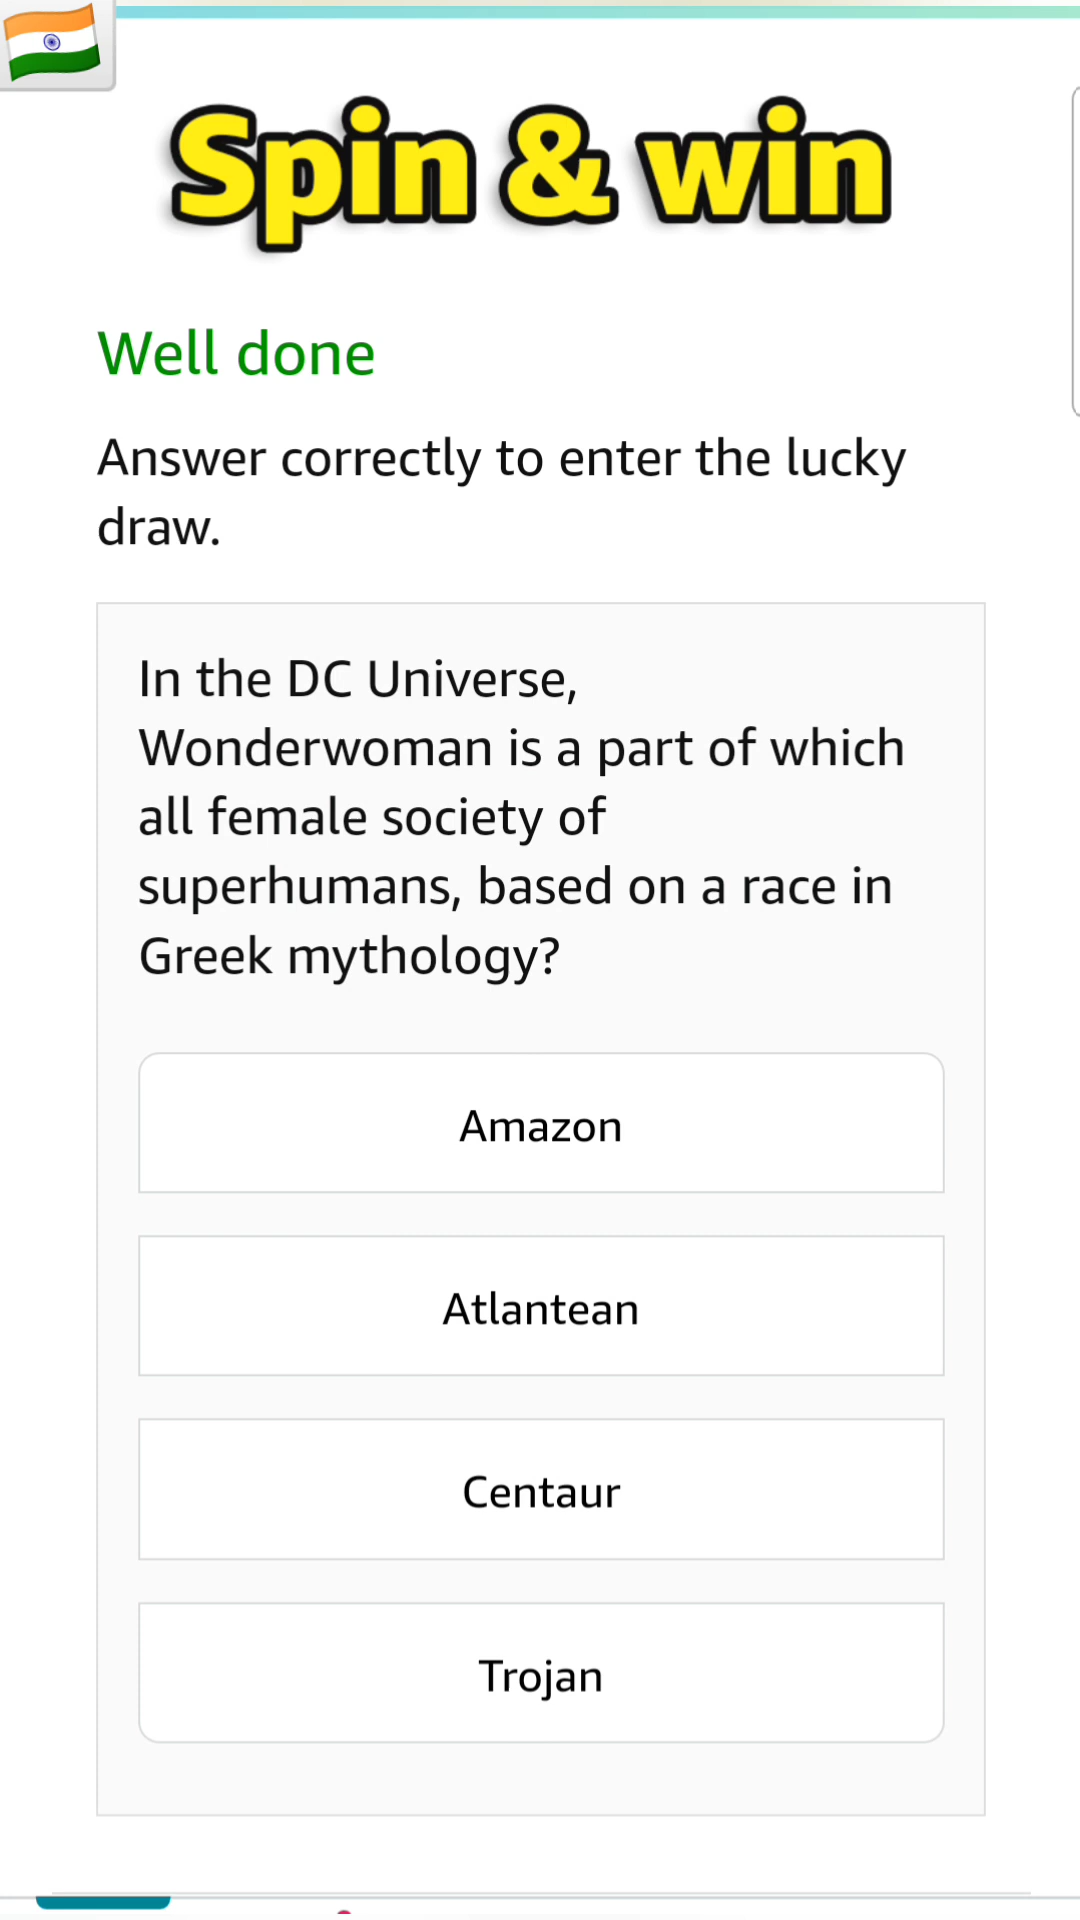 Spin & win
Well done
Answer correctly to enter the lucky
draw.
In the DC Universe,
Wonderwoman is a part of which
all female society of
superhumans, based on a race in
Greek mythology?
Amazon
Atlantean
Centaur
Trojan